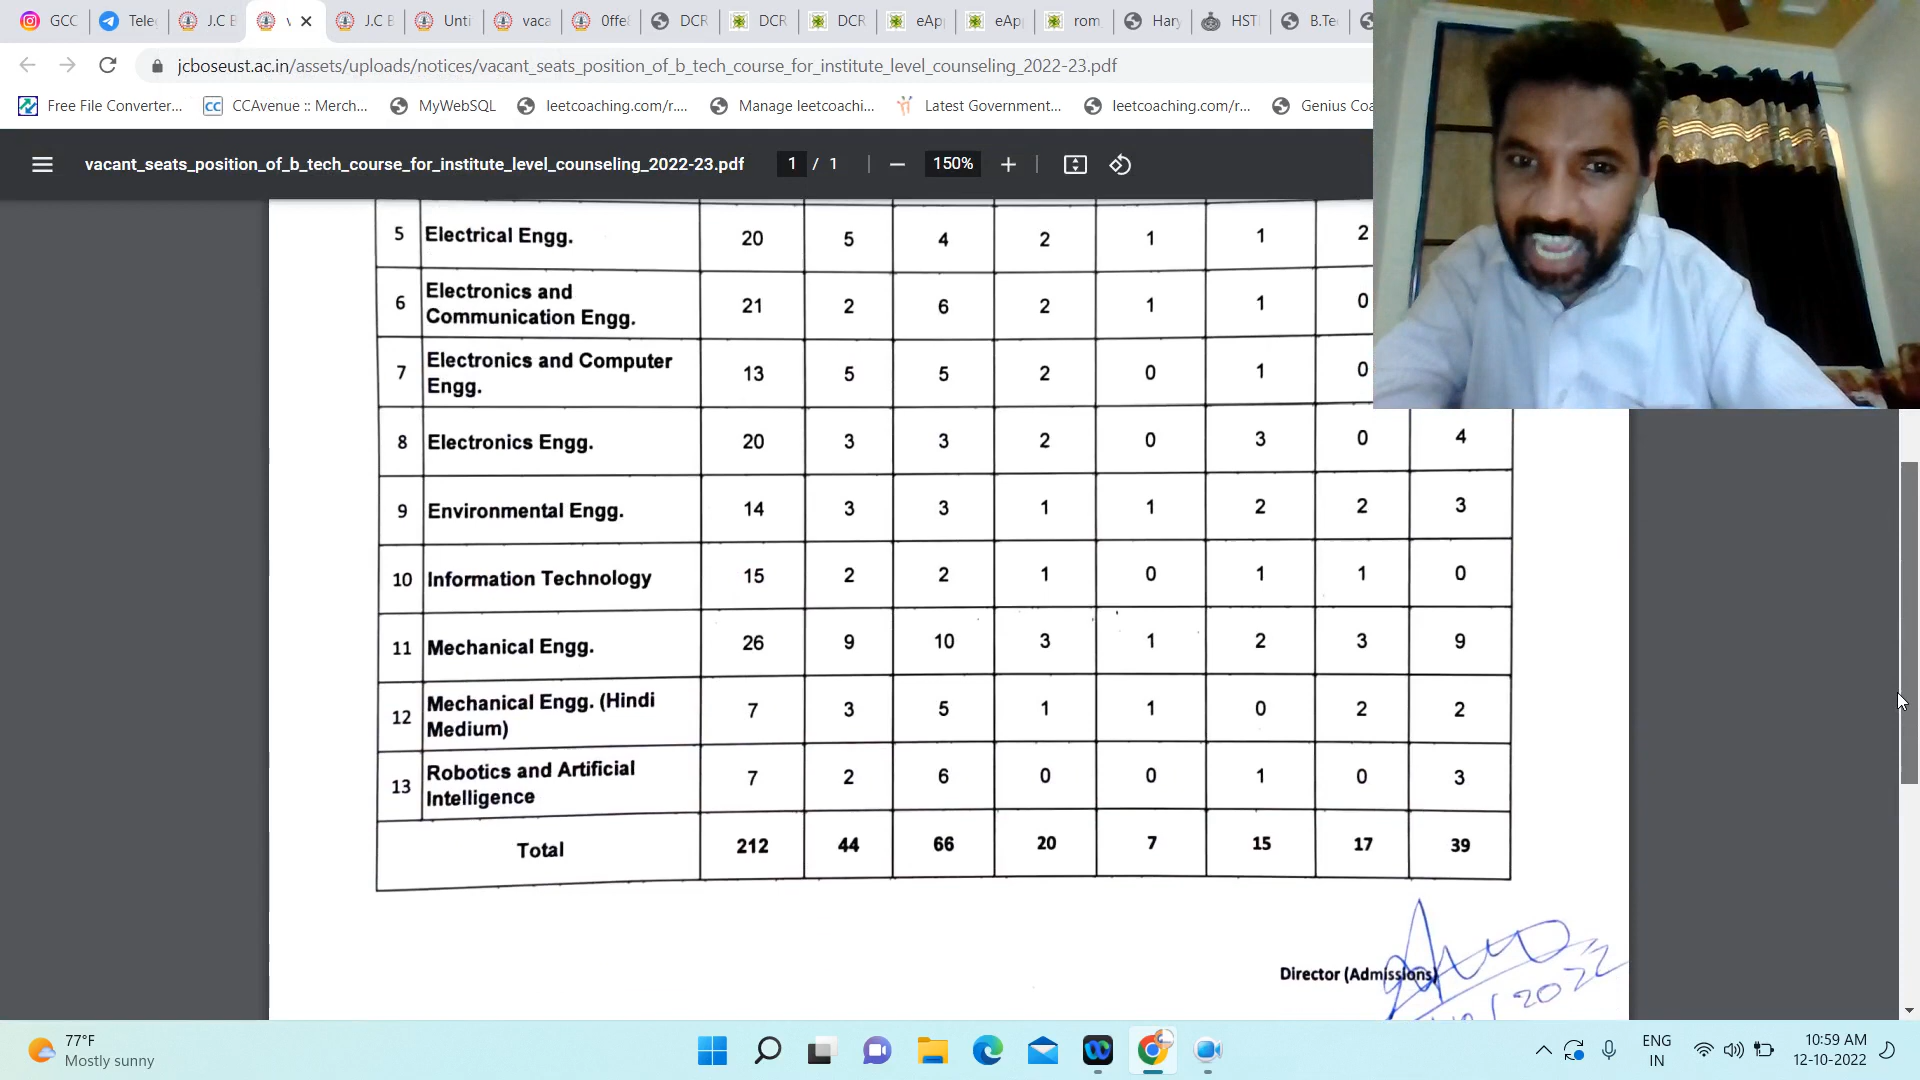 GCC
Tele
J.C B
v
J.C B
Unti
vaca
Offe
DCR
DCR
DCR
eAp
eAp
rom
Hary
HST
B.Te
jcboseust.ac.in/assets/uploads/notices/vacant_seats_position_of_b_tech_course_for_institute_level_counseling_2022-23.pdf
Free File Converter... CCAvenue :: Merch... MyWebSQL leetcoaching.com/r.... Manage leetcoachi... Latest Government... leetcoaching.com/r... Genius Coa
vacant_seats_position_of_b_tech_course_for_institute_level_counseling_2022-23.pdf 1 / 1 — 150% +
5 Electrical Engg. 20 5 4 2 1 1 2
6 Electronics and Communication Engg. 21 2 6 2 1 1 0
7 Electronics and Computer Engg. 13 5 5 2 0 1 0
8 Electronics Engg. 20 3 3 2 0 3 0 4
9 Environmental Engg. 14 3 3 1 1 2 2 3
10 Information Technology 15 2 2 1 0 1 1 0
11 Mechanical Engg. 26 9 10 3 1 2 3 9
12 Mechanical Engg. (Hindi Medium) 7 3 5 1 1 0 2 2
13 Robotics and Artificial Intelligence 7 2 6 0 0 1 0 3
Total 212 44 66 20 7 15 17 39
Director (Admissions)
2022
77°F
Mostly sunny
ENG
IN
10:59 AM
12-10-2022